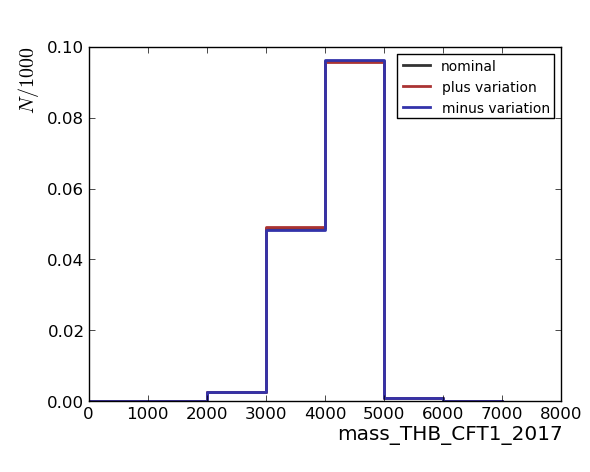 N/1000
0.10
0.08
0.06
0.04
0.02
0.00
nominal
plus variation
minus variation
0 1000 2000 3000 4000 5000 6000 7000 8000
mass_THB_CFT1_2017